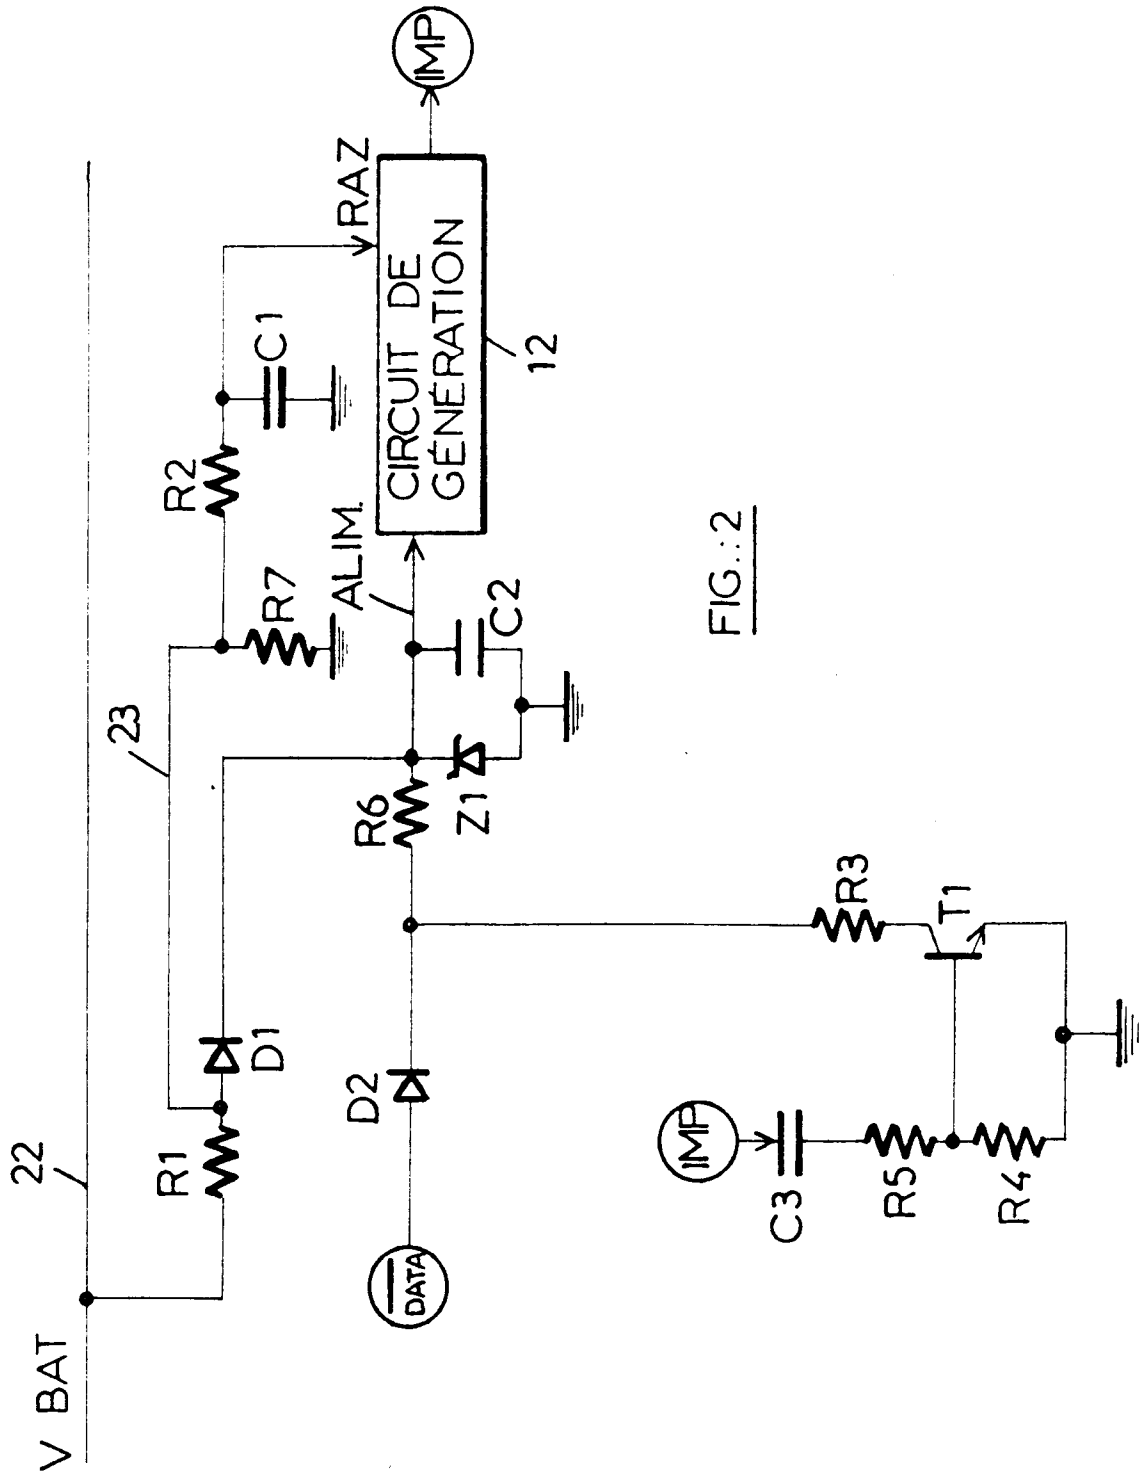 V BAT
22
R1
23
D1
R2
C1
R7
RAZ
ALIM.
CIRCUIT DE
GÉNÉRATION
IMP
12
DATA
D2
R6
Z1
C2
IMP
C3
R5
R4
R3
T1
FIG.:2